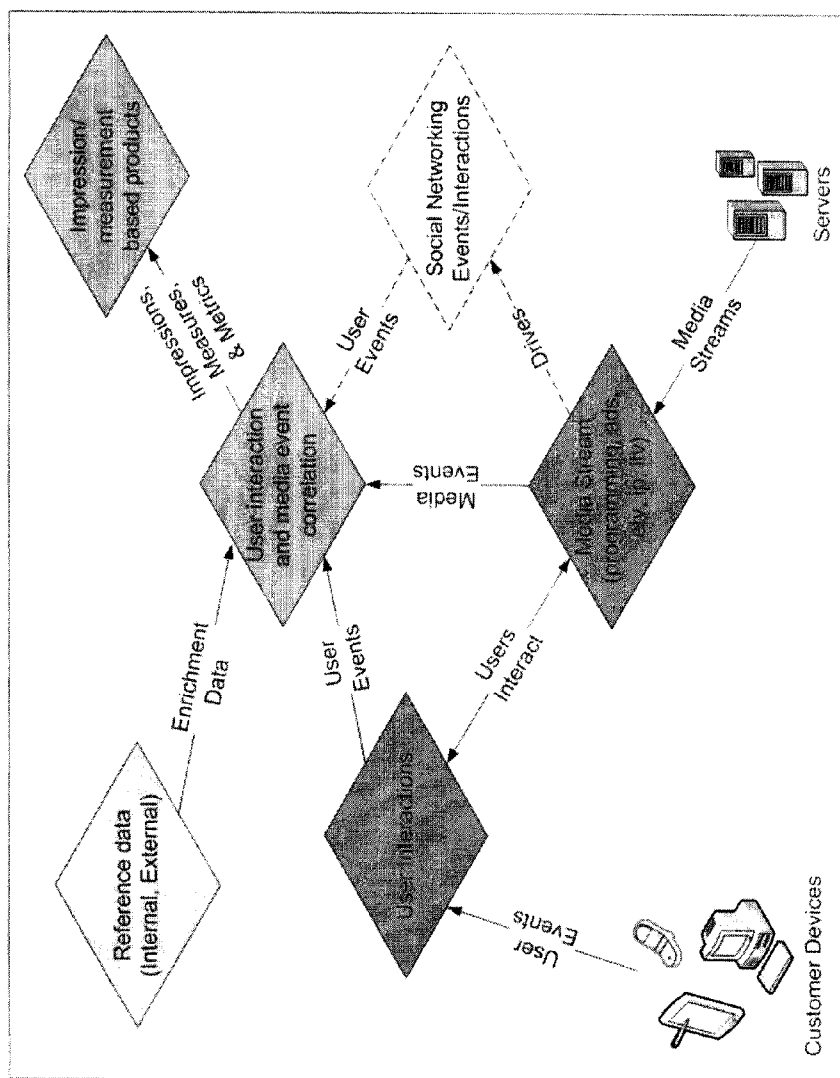 Reference data
(Internal, External)
Enrichment
Data
User interaction
and media event
correlation
Impressions,
Measures,
& Metrics
Impression/
measurement
based products
User Interactions
User
Events
Users
Interact
Media
Events
User
Events
Social Networking
Events/Interactions
Drives
Media Stream
(programming, ads,
User
Events
Customer Devices
Media
Streams
Servers